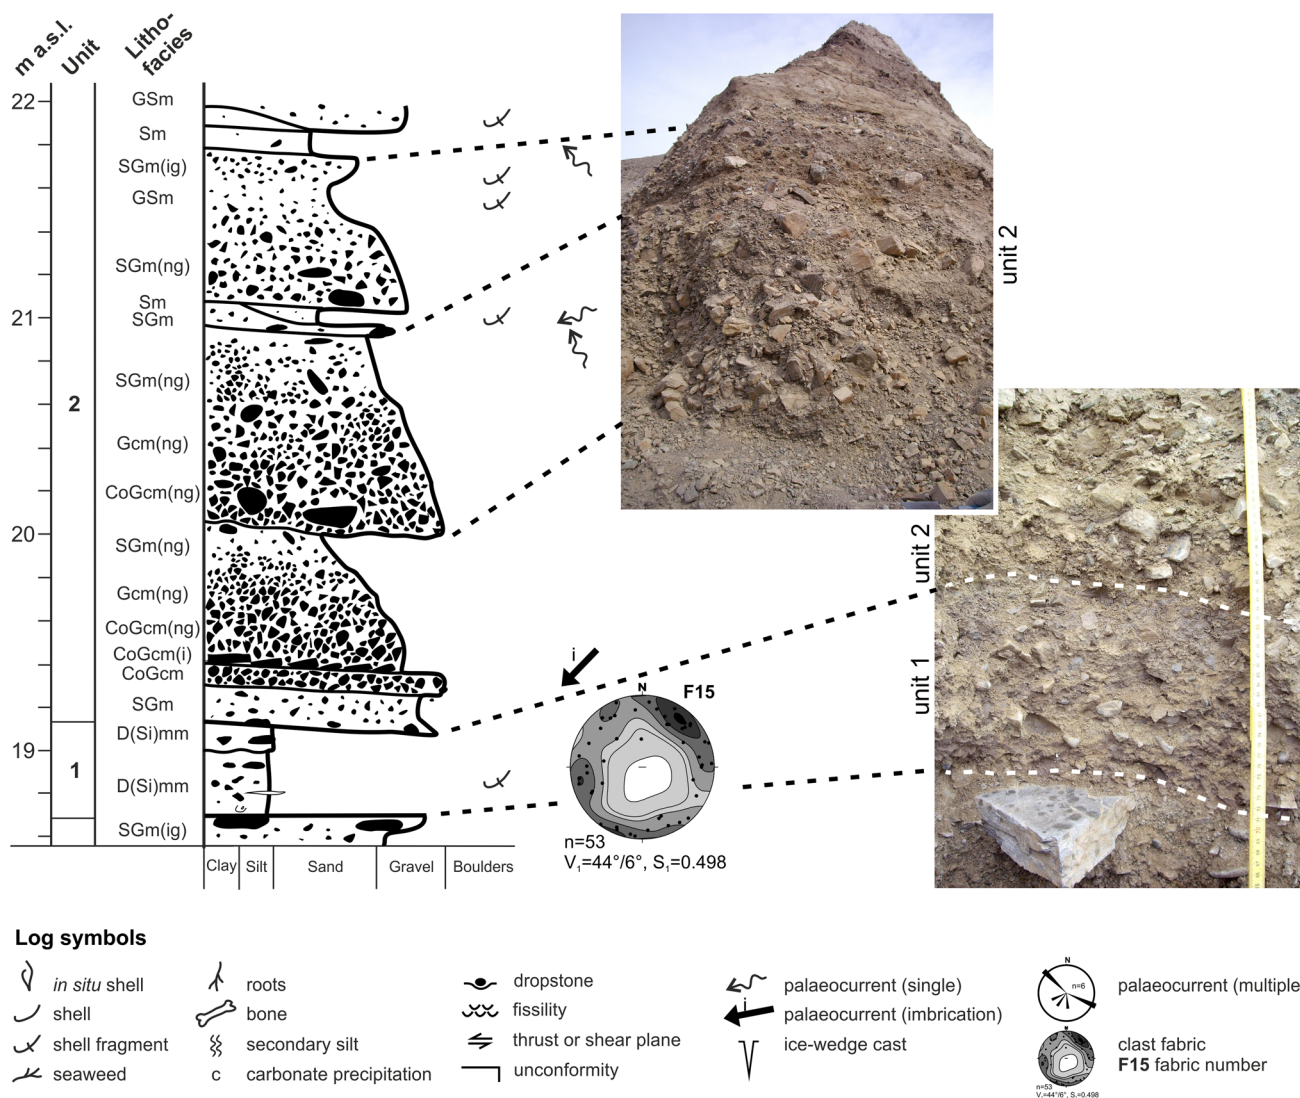 m a.s.l.
Unit
Litho-
facies
22
21
20
19
2
1
GSm
Sm
SGm(ig)
GSm
SGm(ng)
Sm
SGm
SGm(ng)
Gcm(ng)
CoGcm(ng)
SGm(ng)
Gcm(ng)
CoGcm(ng)
CoGcm(i)
CoGcm
SGm
D(Si)mm
D(Si)mm
SGm(ig)
Clay
Silt
Sand
Gravel
Boulders
i
N
F15
n=53
V₁=44°/6°, S₁=0.498
unit 2
unit 2
unit 1
Log symbols
in situ shell
shell
shell fragment
seaweed
roots
bone
secondary silt
c carbonate precipitation
dropstone
fissility
thrust or shear plane
unconformity
palaeocurrent (single)
i palaeocurrent (imbrication)
ice-wedge cast
N
n=6
palaeocurrent (multiple
clast fabric
F15 fabric number
n=53
V₁=44°/6°, S₁=0.498